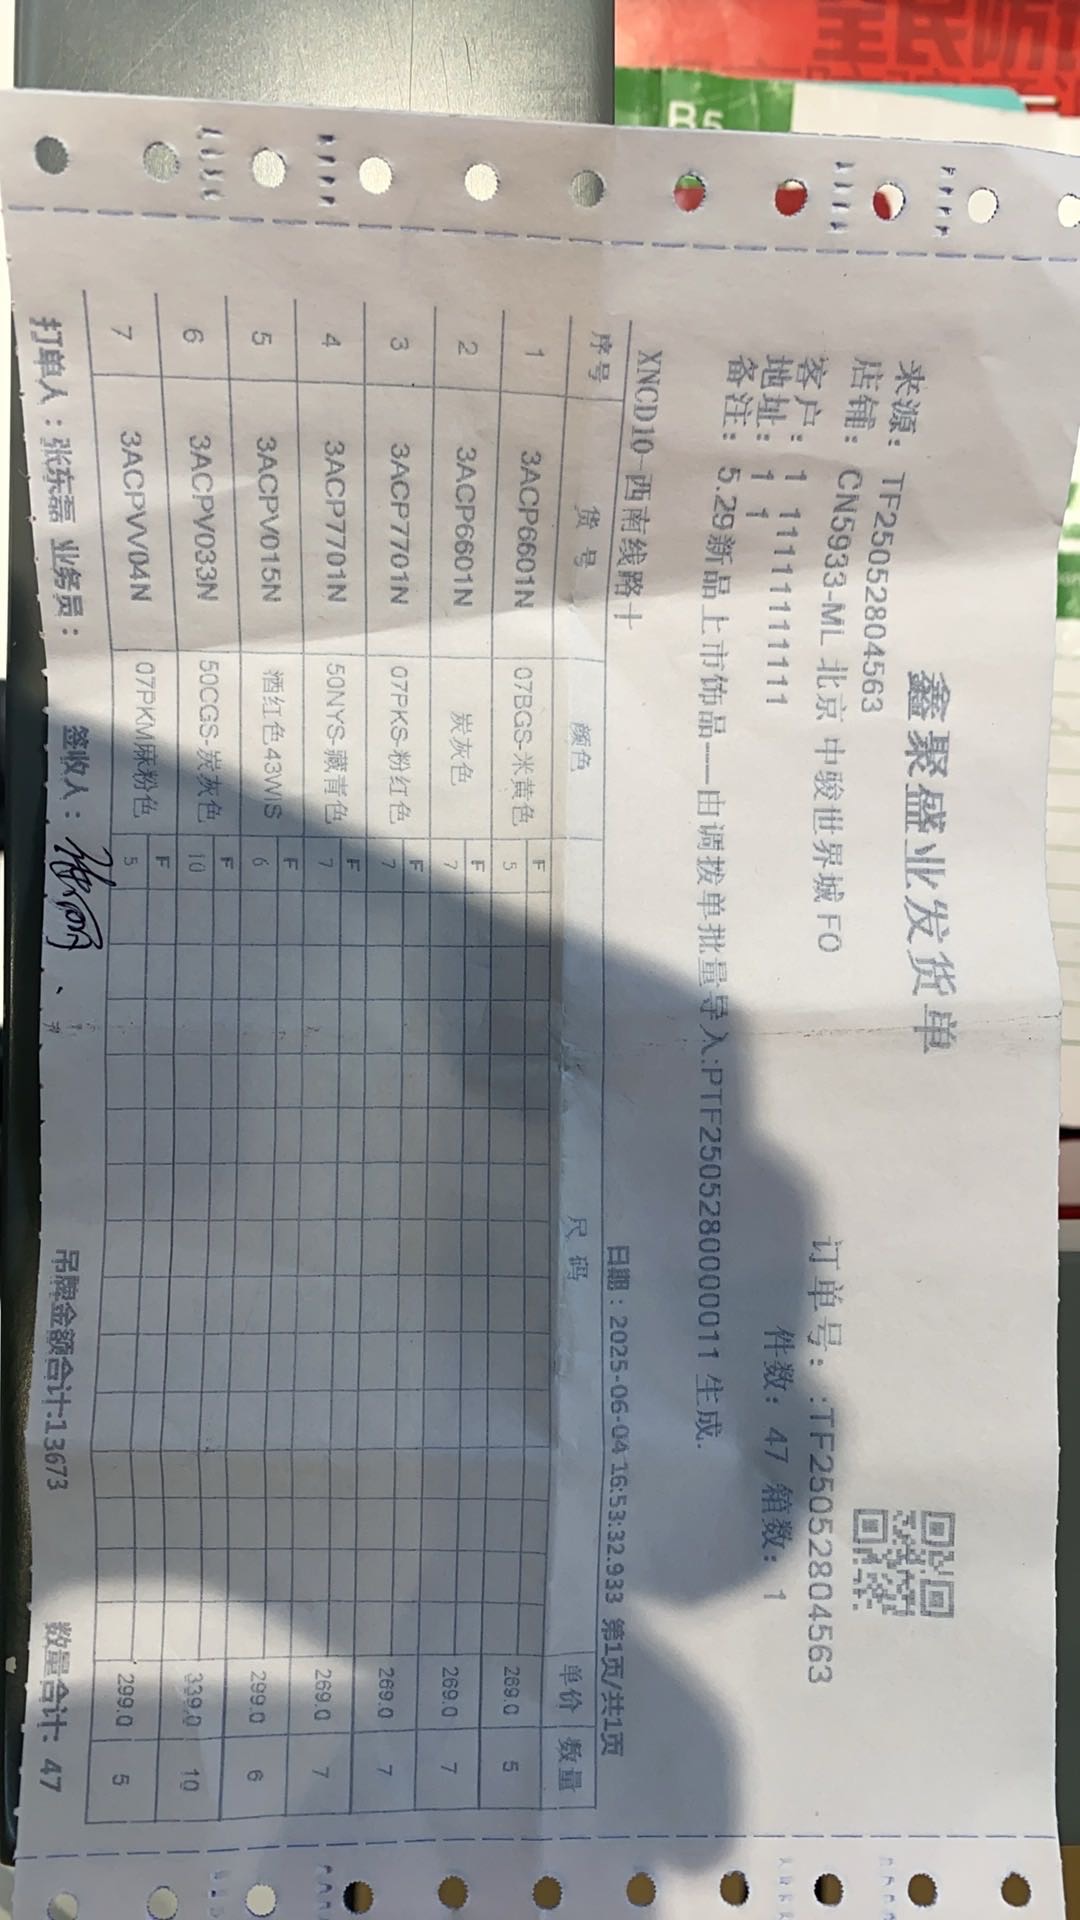 全民防
B5
鑫聚盛业发货单
来源：TF250528804563
订单号：:TF250528804563
店铺：CN5933-ML 北京 中骏世界城 FO
客户：1 1111111111
件数：47 箱数：1
地址：1 1
备注：5.29新品上市饰品——由调拨单批量导入:PTF2505280000011 生成.
XNCD10-西南线路十
日期：2025-06-04 16:53:32.933 第1页/共1页
序号 货号 颜色 尺码 单价 数量
1 3ACP6601N 07BGS-米黄色 F 5 269.0 5
2 3ACP6601N 炭灰色 F 7 269.0 7
3 3ACP7701N 07PKS-粉红色 F 7 269.0 7
4 3ACP7701N 50NYS-藏青色 F 7 269.0 7
5 3ACPV015N 酒红色43WIS F 6 299.0 6
6 3ACPV033N 50CGS-炭灰色 F 10 339.0 10
7 3ACPVV04N 07PKM麻粉色 F 5 299.0 5
打单人：张东磊 业务员： 签收人： 吊牌金额合计:13673 数量合计：47